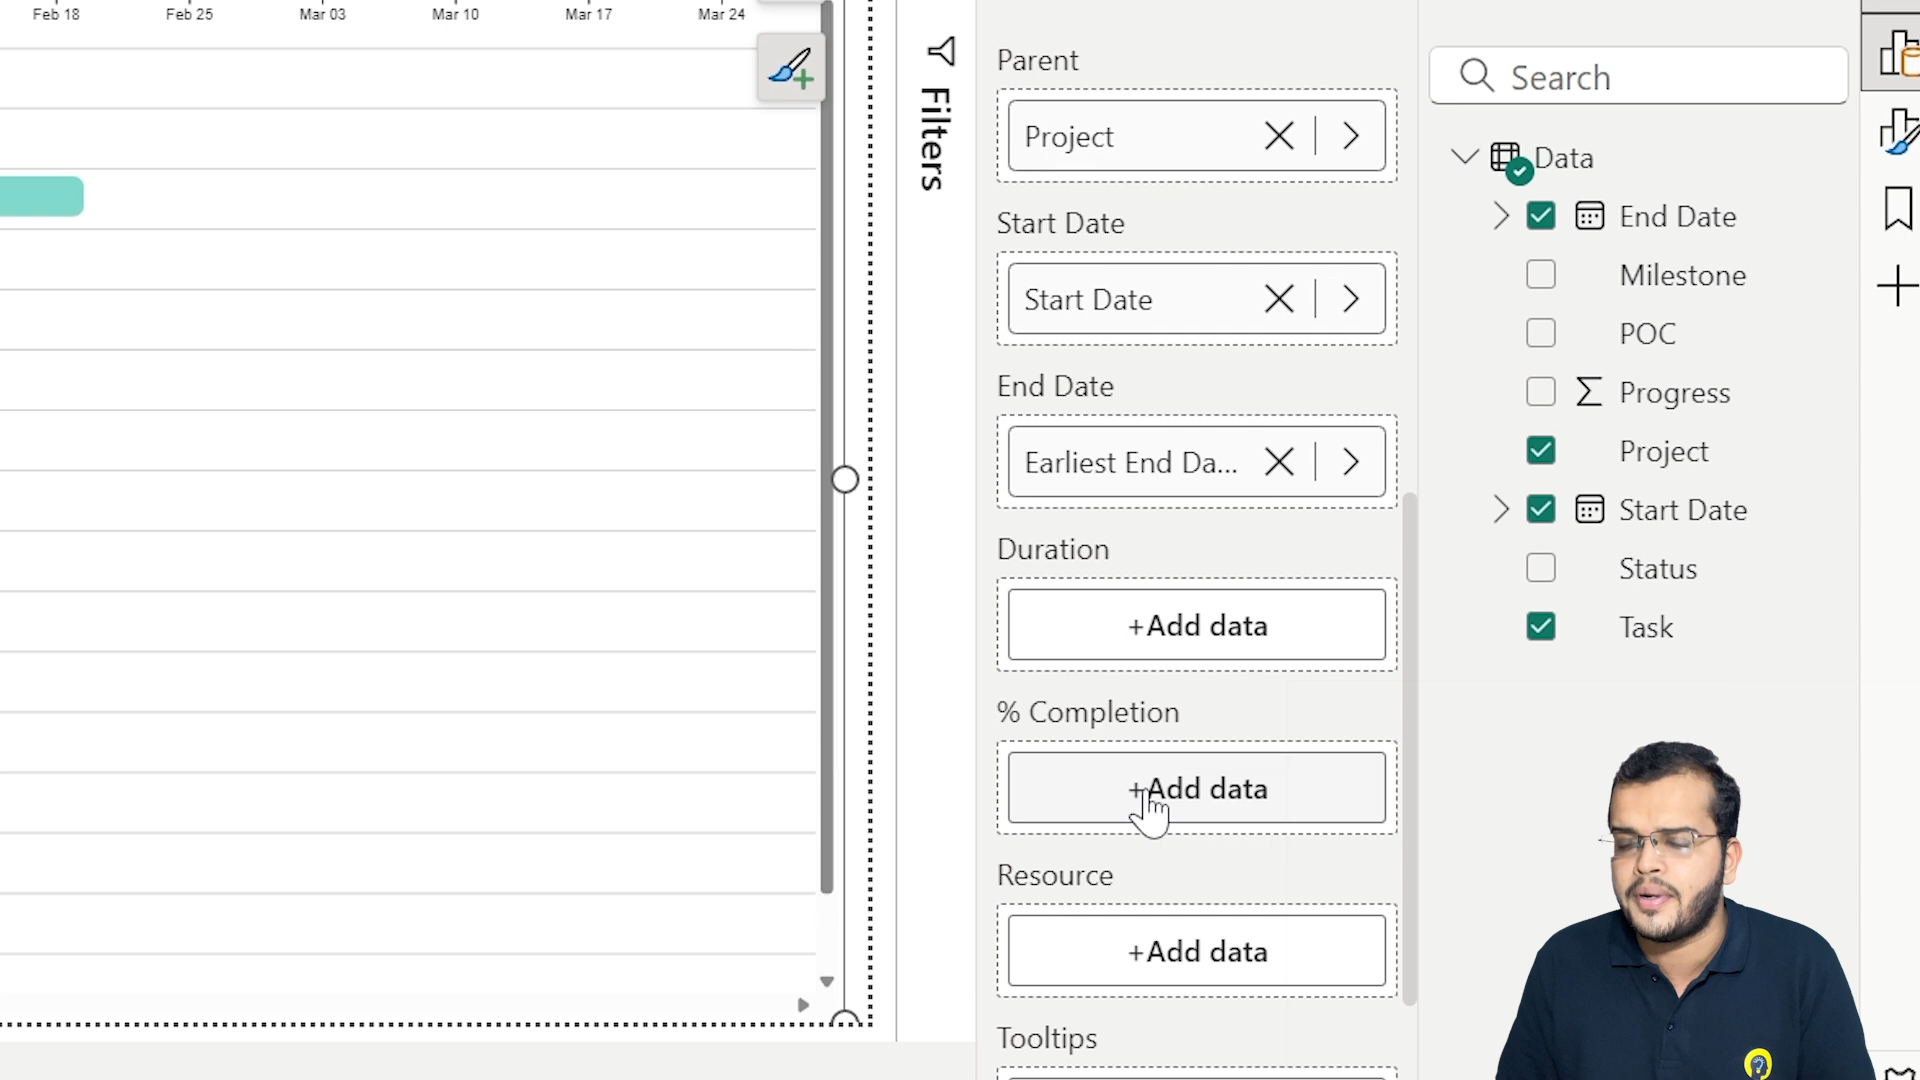 Feb 18
Feb 25
Mar 03
Mar 10
Mar 17
Mar 24
Filters
Parent
Project
Start Date
Start Date
End Date
Earliest End Da...
Duration
+Add data
% Completion
+Add data
Resource
+Add data
Tooltips
Search
Data
End Date
Milestone
POC
Progress
Project
Start Date
Status
Task